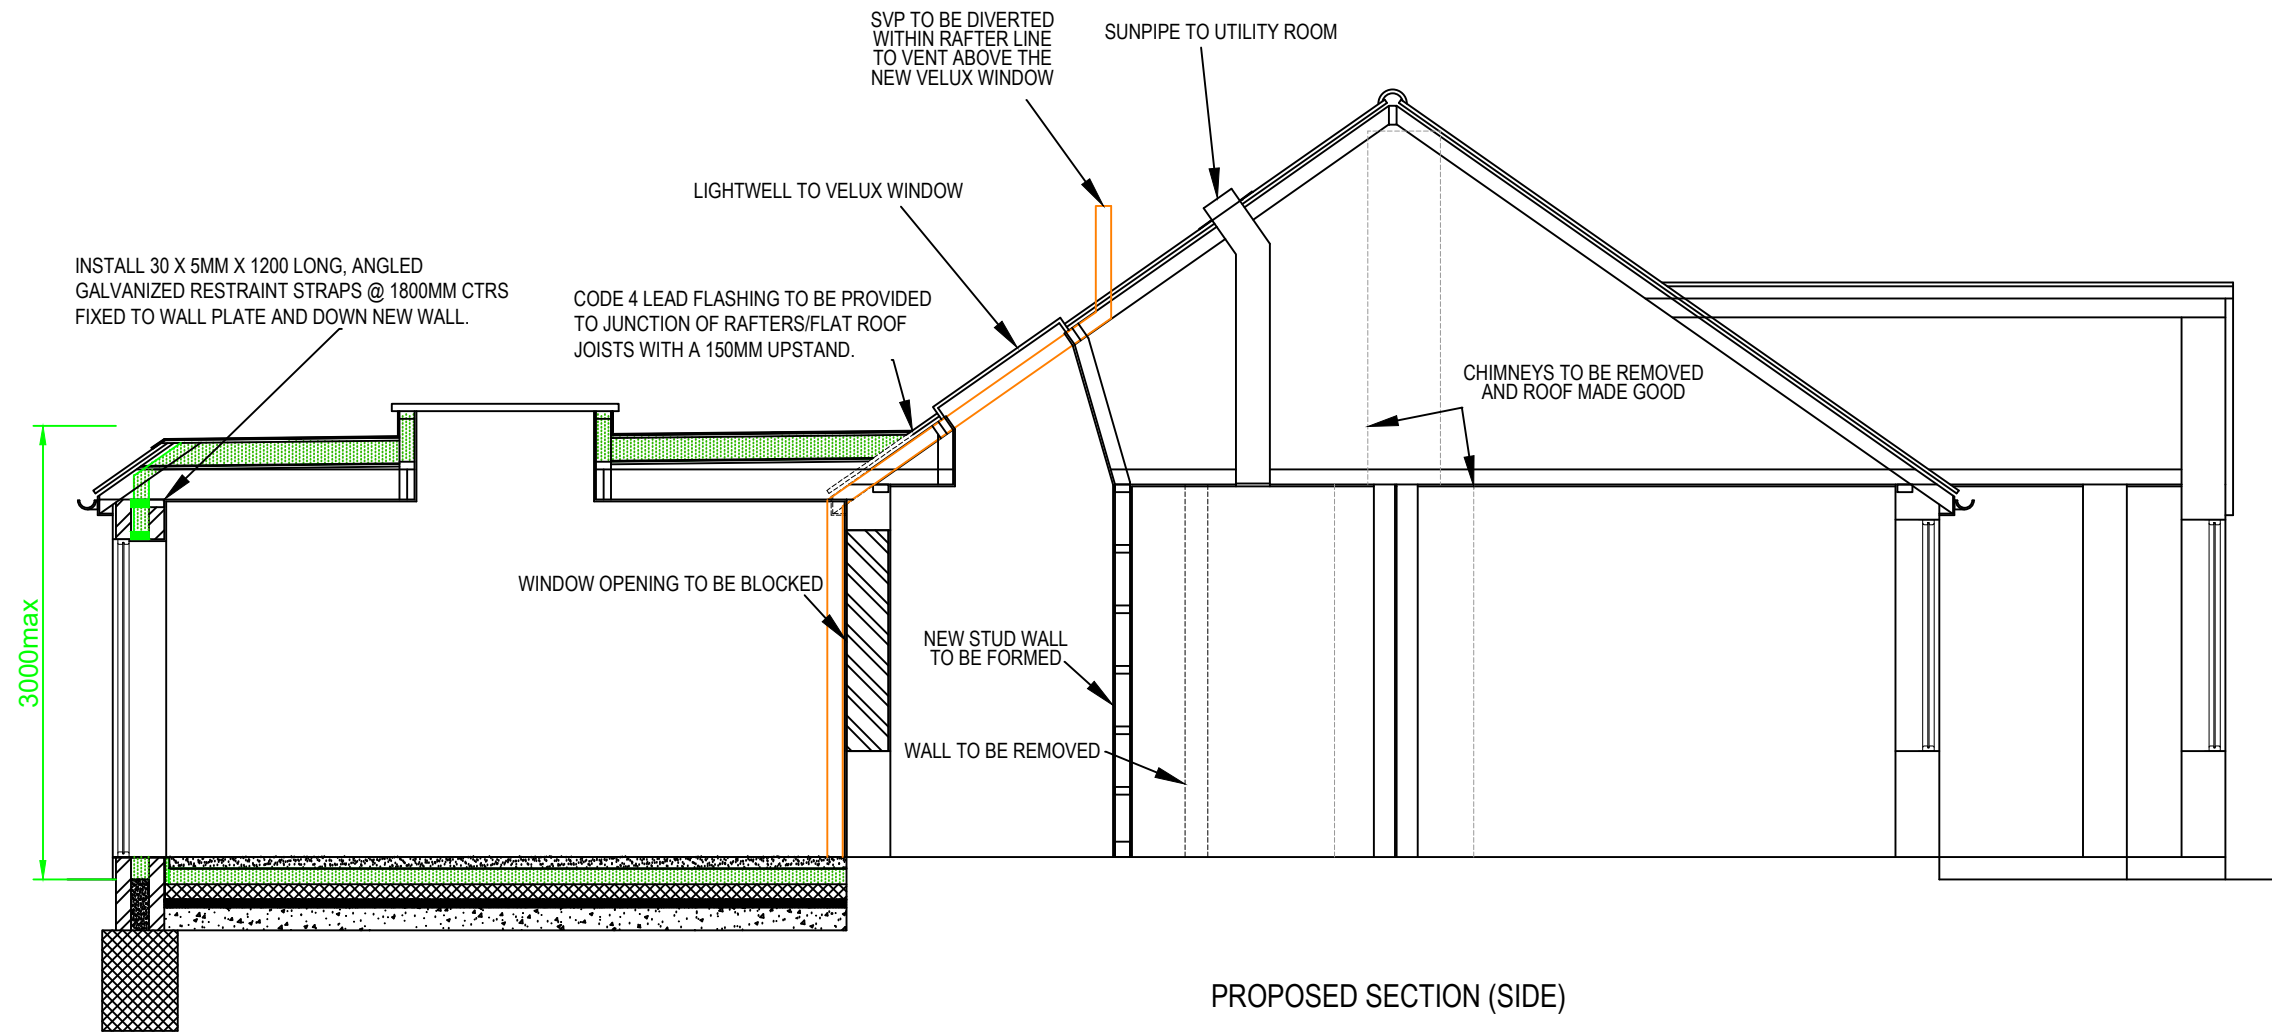 SVP TO BE DIVERTED
WITHIN RAFTER LINE
TO VENT ABOVE THE
NEW VELUX WINDOW
SUNPIPE TO UTILITY ROOM
LIGHTWELL TO VELUX WINDOW
INSTALL 30 X 5MM X 1200 LONG, ANGLED
GALVANIZED RESTRAINT STRAPS @ 1800MM CTRS
FIXED TO WALL PLATE AND DOWN NEW WALL.
CODE 4 LEAD FLASHING TO BE PROVIDED
TO JUNCTION OF RAFTERS/FLAT ROOF
JOISTS WITH A 150MM UPSTAND.
CHIMNEYS TO BE REMOVED
AND ROOF MADE GOOD
3000max
WINDOW OPENING TO BE BLOCKED
NEW STUD WALL
TO BE FORMED
WALL TO BE REMOVED
PROPOSED SECTION (SIDE)